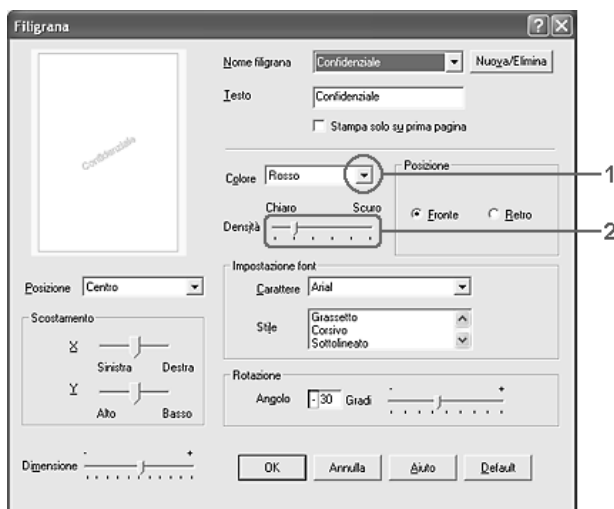 Filigrana
Nome filigrana Confidenziale Nuova/Elimina
Testo Confidenziale
Stampa solo su prima pagina
Confidenziale
Colore Rosso
Posizione
1
Chiaro Scuro
Densità
Fronte Retro
2
Posizione Centro
Impostazione font
Carattere Arial
Stile
Grassetto
Corsivo
Sottolineato
Scostamento
X
Sinistra Destra
Y
Alto Basso
Rotazione
Angolo -30 Gradi - +
Dimensione - +
OK Annulla Aiuto Default